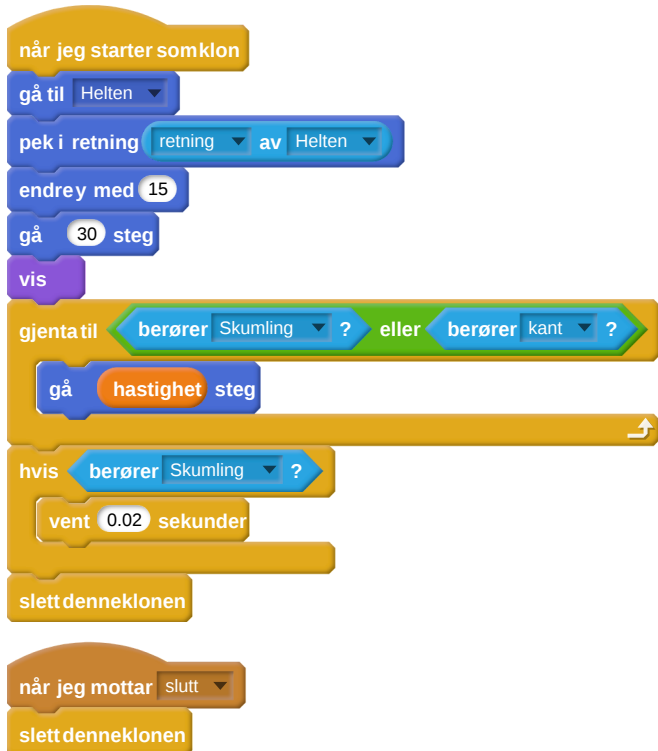 når jeg starter som klon
gå til Helten
pek i retning retning av Helten
endre y med 15
gå 30 steg
vis
gjenta til berører Skumling ? eller berører kant ?
gå hastighet steg
hvis berører Skumling ?
vent 0.02 sekunder
slett denne klonen
når jeg mottar slutt
slett denne klonen